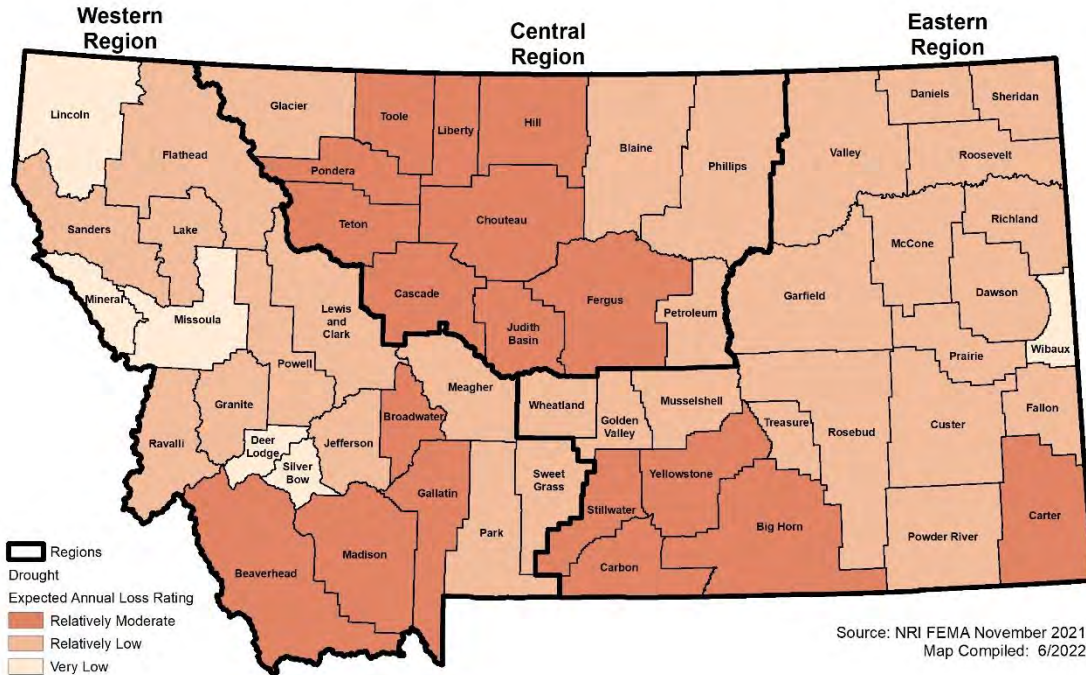 Western
Region
Central
Region
Eastern
Region
Lincoln
Flathead
Glacier
Toole
Liberty
Hill
Blaine
Phillips
Valley
Daniels
Sheridan
Roosevelt
Pondera
Teton
Chouteau
Sanders
Lake
Richland
McCone
Mineral
Missoula
Lewis
and
Clark
Cascade
Judith
Basin
Fergus
Petroleum
Garfield
Dawson
Wibaux
Prairie
Powell
Meagher
Wheatland
Golden
Valley
Musselshell
Granite
Ravalli
Deer
Lodge
Silver
Bow
Jefferson
Broadwater
Treasure
Rosebud
Custer
Fallon
Gallatin
Sweet
Grass
Park
Stillwater
Yellowstone
Big Horn
Carter
Powder River
Carbon
Madison
Beaverhead
Regions
Drought
Expected Annual Loss Rating
Relatively Moderate
Relatively Low
Very Low
Source: NRI FEMA November 2021
Map Compiled: 6/2022